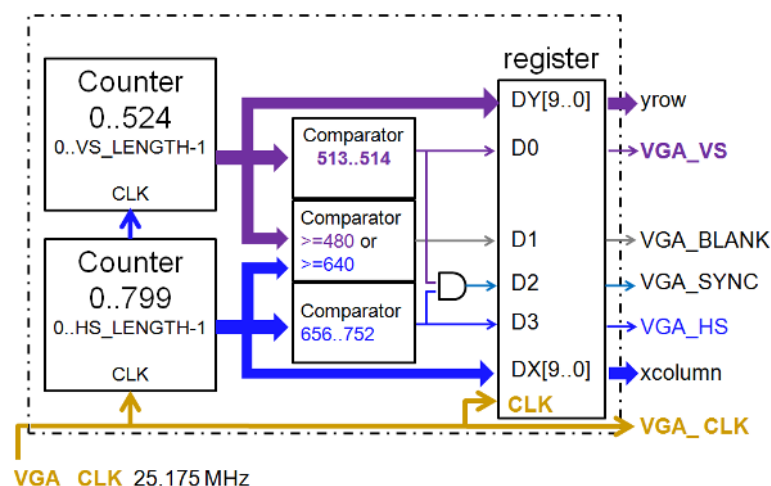 register
Counter
0..524
0..VS_LENGTH-1
CLK
Counter
0..799
0..HS_LENGTH-1
CLK
Comparator
513..514
Comparator
>=480 or
>=640
Comparator
656..752
DY[9..0]
D0
D1
D2
D3
DX[9..0]
CLK
yrow
VGA_VS
VGA_BLANK
VGA_SYNC
VGA_HS
xcolumn
VGA_ CLK
VGA_CLK 25.175 MHz